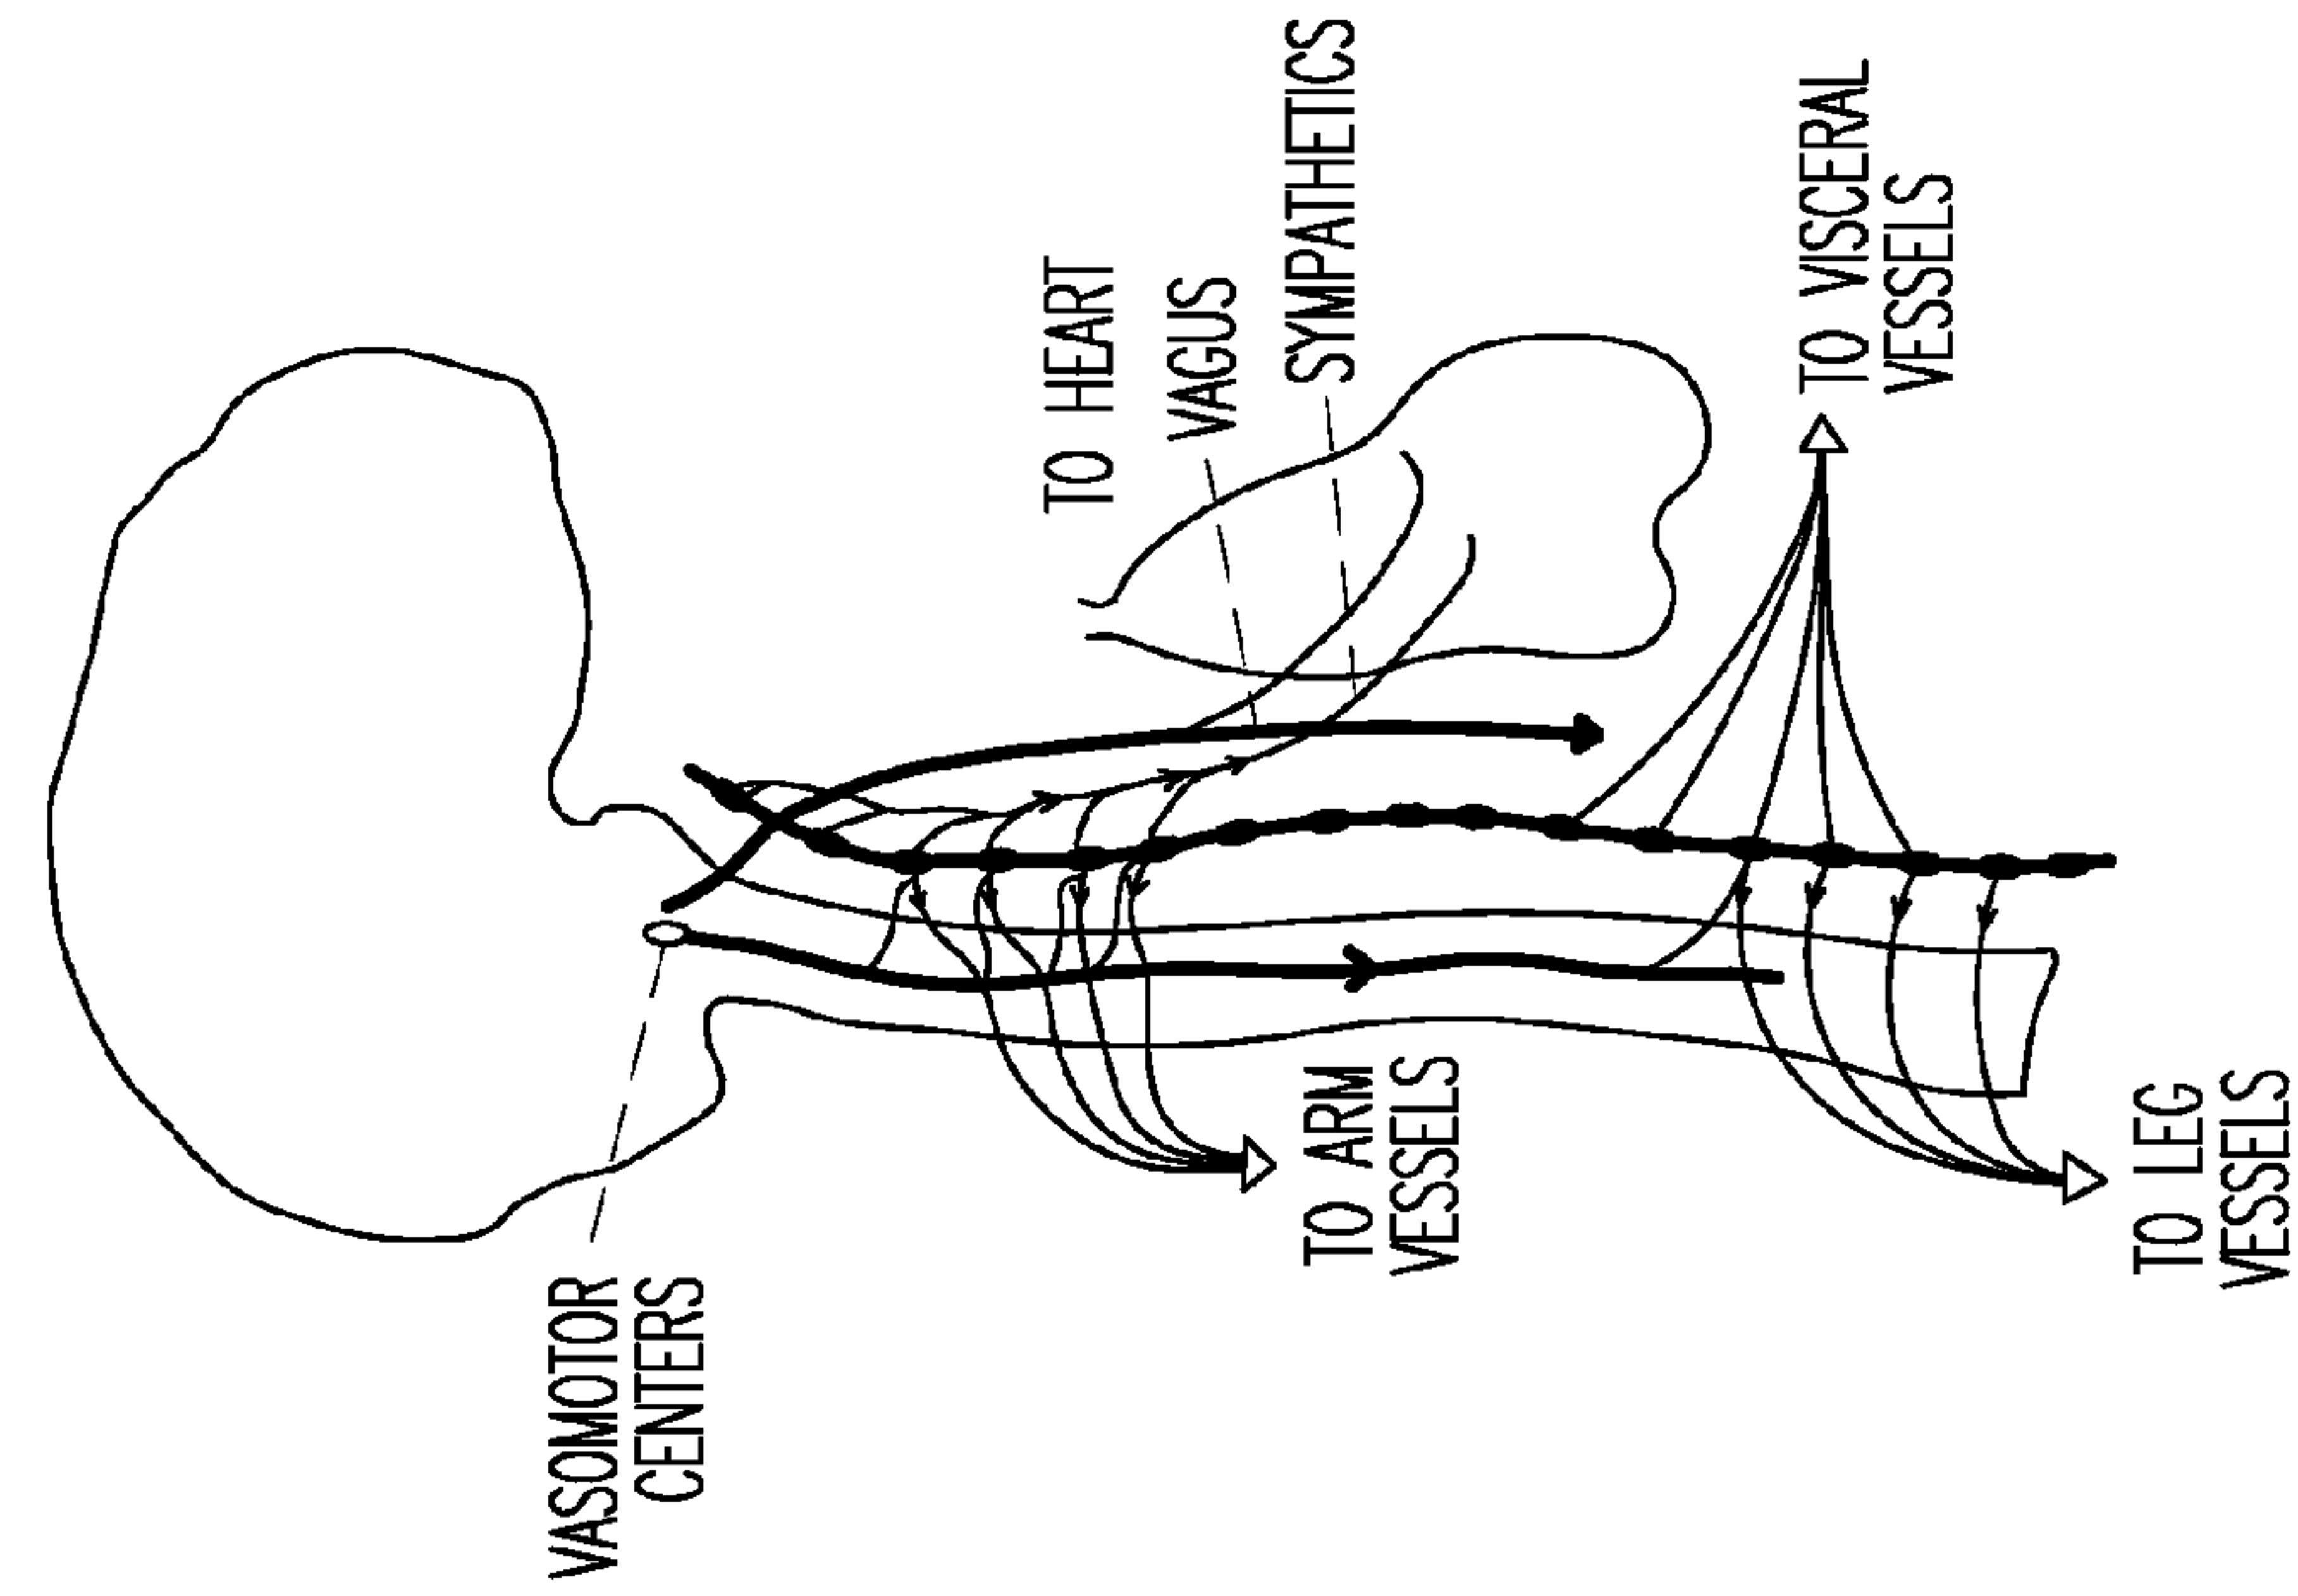 VASOMOTOR
CENTERS
TO HEART
VAGUS
SYMPATHETICS
TO ARM
VESSELS
TO VISCERAL
VESSELS
TO LEG
VESSELS